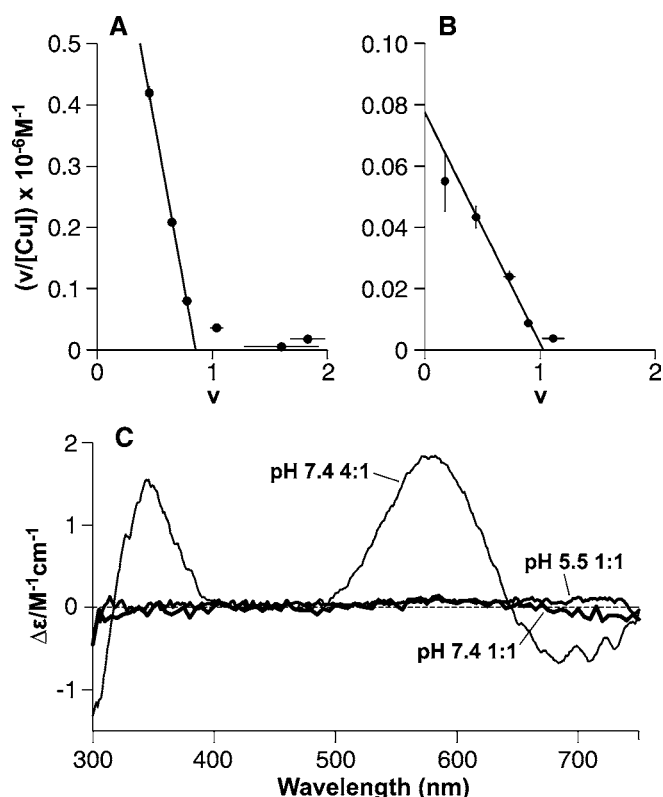 A
B
0.5
0.4
0.3
0.2
0.1
0
(v/[Cu]) x 10⁻⁶M⁻¹
0
1
2
v
0.10
0.08
0.06
0.04
0.02
0
0
1
2
v
C
2
1
0
-1
Δε/M⁻¹cm⁻¹
pH 7.4 4:1
pH 5.5 1:1
pH 7.4 1:1
300
400
500
600
700
Wavelength (nm)